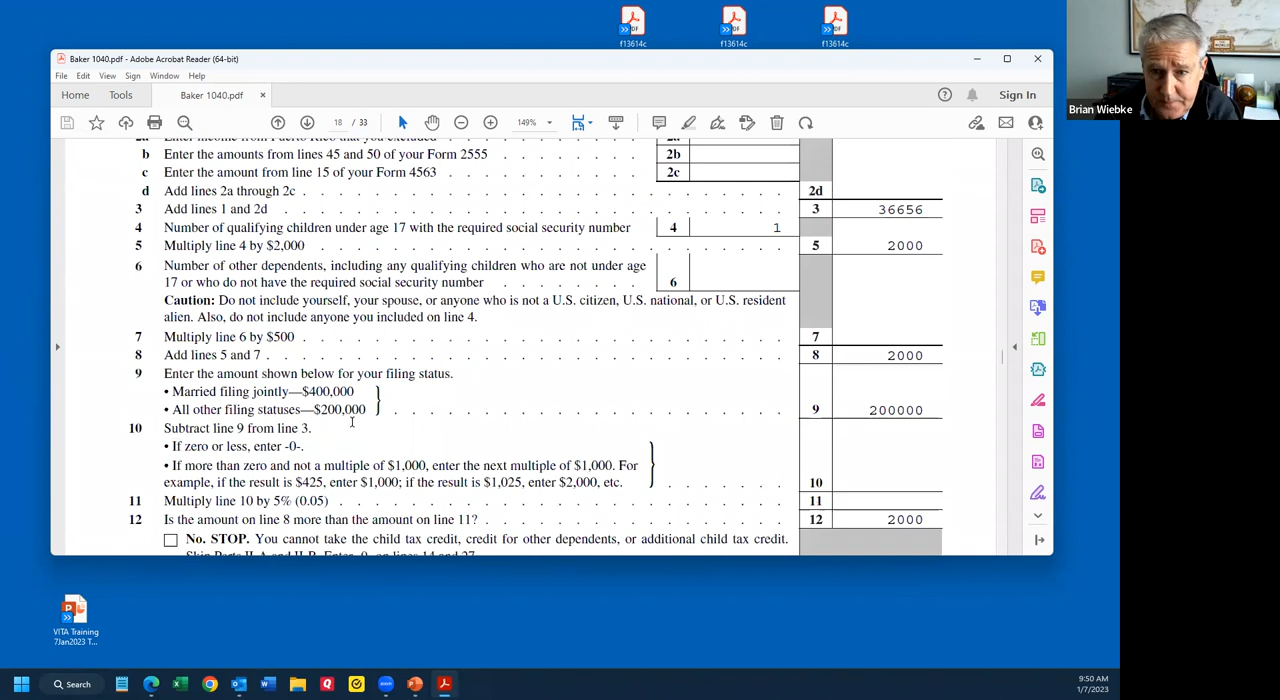 f13614c
f13614c
f13614c
Brian Wiebke
Baker 1040.pdf - Adobe Acrobat Reader (64-bit)
File Edit View Sign Window Help
Home Tools Baker 1040.pdf × Sign In
18 / 33 149%
b Enter the amounts from lines 45 and 50 of your Form 2555 2b
c Enter the amount from line 15 of your Form 4563 2c
d Add lines 2a through 2c 2d
3 Add lines 1 and 2d 3 36656
4 Number of qualifying children under age 17 with the required social security number 4 1
5 Multiply line 4 by $2,000 5 2000
6 Number of other dependents, including any qualifying children who are not under age
17 or who do not have the required social security number 6
Caution: Do not include yourself, your spouse, or anyone who is not a U.S. citizen, U.S. national, or U.S. resident
alien. Also, do not include anyone you included on line 4.
7 Multiply line 6 by $500 7
8 Add lines 5 and 7 8 2000
9 Enter the amount shown below for your filing status.
• Married filing jointly—$400,000
• All other filing statuses—$200,000 9 200000
10 Subtract line 9 from line 3.
• If zero or less, enter -0-.
• If more than zero and not a multiple of $1,000, enter the next multiple of $1,000. For
example, if the result is $425, enter $1,000; if the result is $1,025, enter $2,000, etc. 10
11 Multiply line 10 by 5% (0.05) 11
12 Is the amount on line 8 more than the amount on line 11? 12 2000
No. STOP. You cannot take the child tax credit, credit for other dependents, or additional child tax credit.
VITA Training
7Jan2023 T...
Search
9:50 AM
1/7/2023